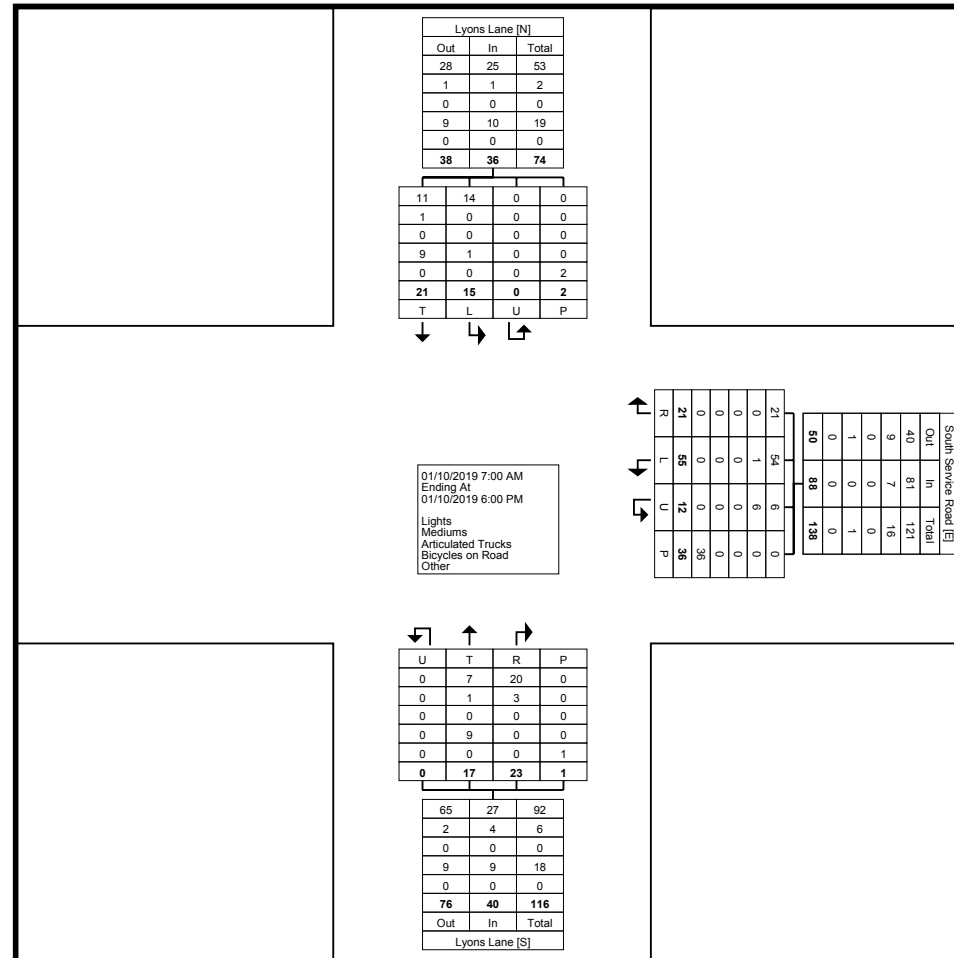 Lyons Lane [N]
Out In Total
28 25 53
1 1 2
0 0 0
9 10 19
0 0 0
38 36 74
11 14 0 0
1 0 0 0
0 0 0 0
9 1 0 0
0 0 0 2
21 15 0 2
T L U P
South Service Road [E]
Out In Total
40 81 121
9 7 16
0 0 0
1 0 1
0 0 0
50 88 138
21 54 6 0
0 1 6 0
0 0 0 0
0 0 0 0
0 0 0 36
21 55 12 36
R L U P
01/10/2019 7:00 AM
Ending At
01/10/2019 6:00 PM
Lights
Mediums
Articulated Trucks
Bicycles on Road
Other
U T R P
0 7 20 0
0 1 3 0
0 0 0 0
0 9 0 0
0 0 0 1
0 17 23 1
65 27 92
2 4 6
0 0 0
9 9 18
0 0 0
76 40 116
Out In Total
Lyons Lane [S]